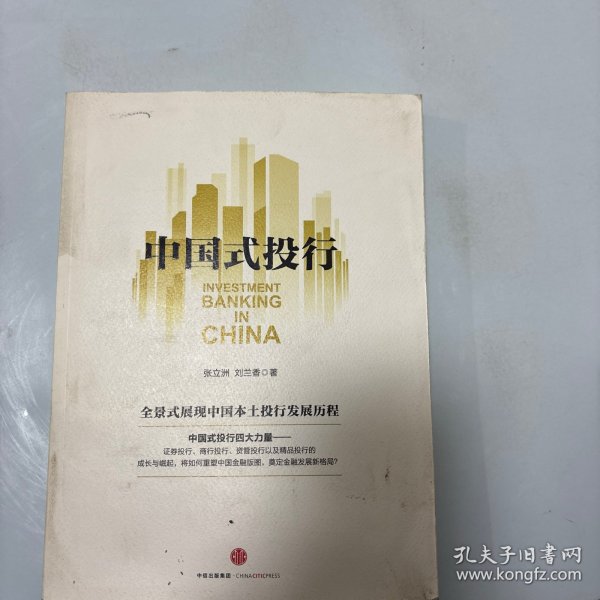 中国式投行
INVESTMENT
BANKING
IN
CHINA
张立洲 刘兰香◎著
全景式展现中国本土投行发展历程
中国式投行四大力量——
证券投行、商行投行、资管投行以及精品投行的
成长与崛起，将如何重塑中国金融版图，奠定金融发展新格局？
中信出版集团·CHINACITICPRESS
孔夫子旧书网
www.kongfz.com